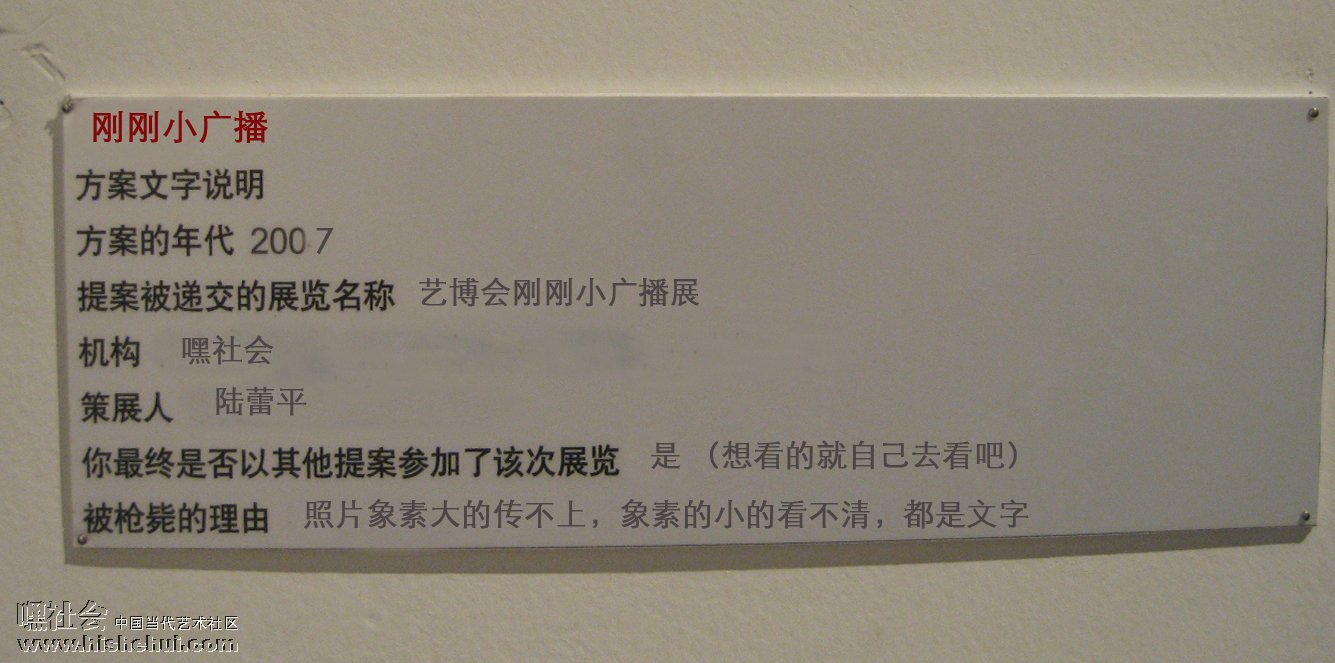 刚刚小广播
方案文字说明
方案的年代 2007
提案被递交的展览名称 艺博会刚刚小广播展
机构 嘿社会
策展人 陆蕾平
你最终是否以其他提案参加了该次展览 是 （想看的就自己去看吧）
被枪毙的理由 照片象素大的传不上，象素的小的看不清，都是文字
嘿社会 中国当代艺术社区
www.hishehui.com